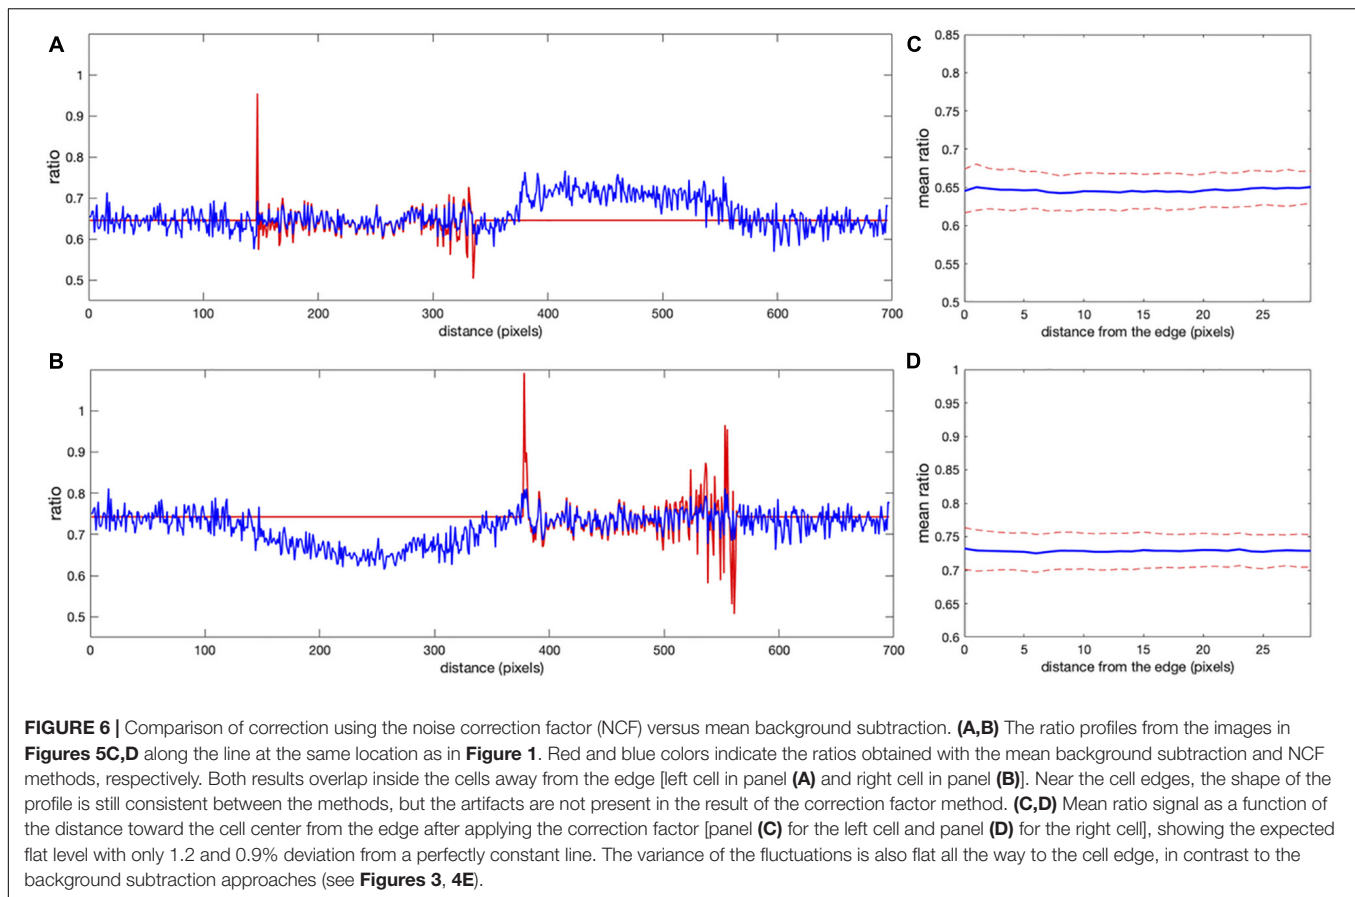 A
1
0.9
0.8
0.7
0.6
0.5
ratio
0 100 200 300 400 500 600 700
distance (pixels)
C
0.85
0.8
0.75
0.7
0.65
0.6
0.55
0.5
mean ratio
0 5 10 15 20 25
distance from the edge (pixels)
B
1
0.9
0.8
0.7
0.6
0.5
ratio
0 100 200 300 400 500 600 700
distance (pixels)
D
1
0.95
0.9
0.85
0.8
0.75
0.7
0.65
0.6
mean ratio
0 5 10 15 20 25
distance from the edge (pixels)
FIGURE 6 | Comparison of correction using the noise correction factor (NCF) versus mean background subtraction. (A,B) The ratio profiles from the images in
Figures 5C,D along the line at the same location as in Figure 1. Red and blue colors indicate the ratios obtained with the mean background subtraction and NCF
methods, respectively. Both results overlap inside the cells away from the edge [left cell in panel (A) and right cell in panel (B)]. Near the cell edges, the shape of the
profile is still consistent between the methods, but the artifacts are not present in the result of the correction factor method. (C,D) Mean ratio signal as a function of
the distance toward the cell center from the edge after applying the correction factor [panel (C) for the left cell and panel (D) for the right cell], showing the expected
flat level with only 1.2 and 0.9% deviation from a perfectly constant line. The variance of the fluctuations is also flat all the way to the cell edge, in contrast to the
background subtraction approaches (see Figures 3, 4E).